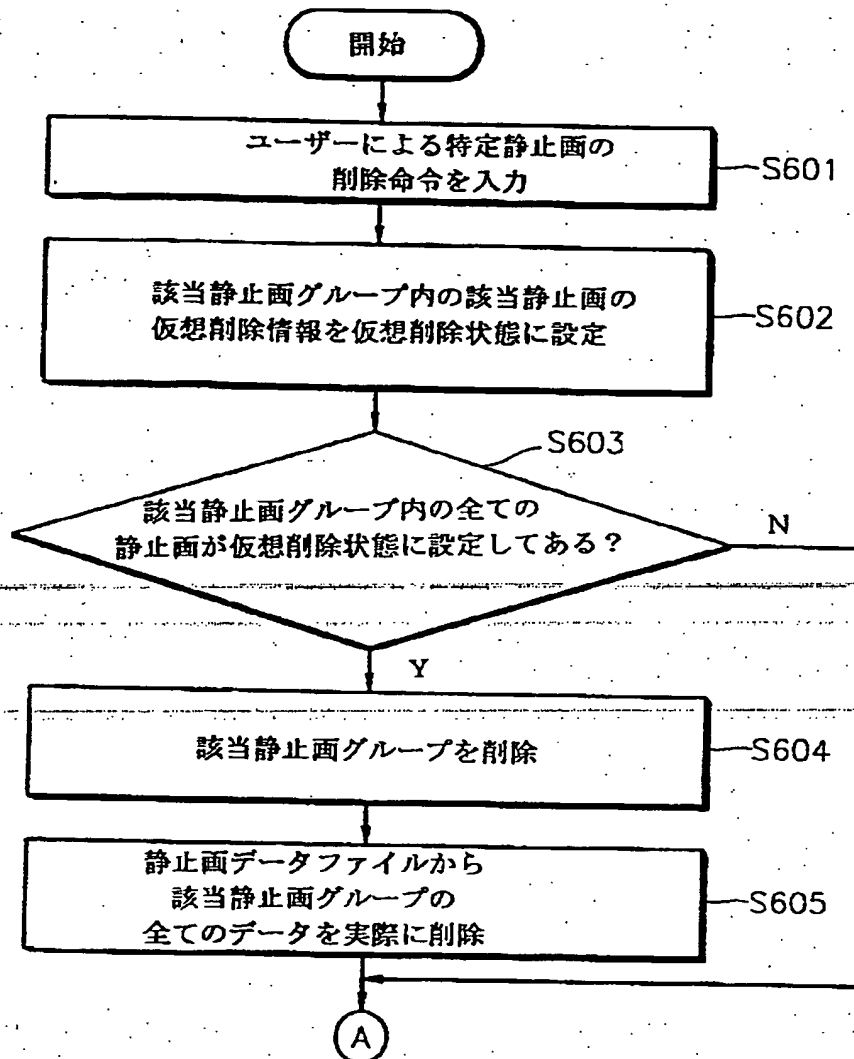 開始
ユーザーによる特定静止画の
削除命令を入力
S601
該当静止画グループ内の該当静止画の
仮想削除情報を仮想削除状態に設定
S602
S603
該当静止画グループ内の全ての
静止画が仮想削除状態に設定してある?
N
Y
該当静止画グループを削除
S604
静止画データファイルから
該当静止画グループの
全てのデータを実際に削除
S605
A